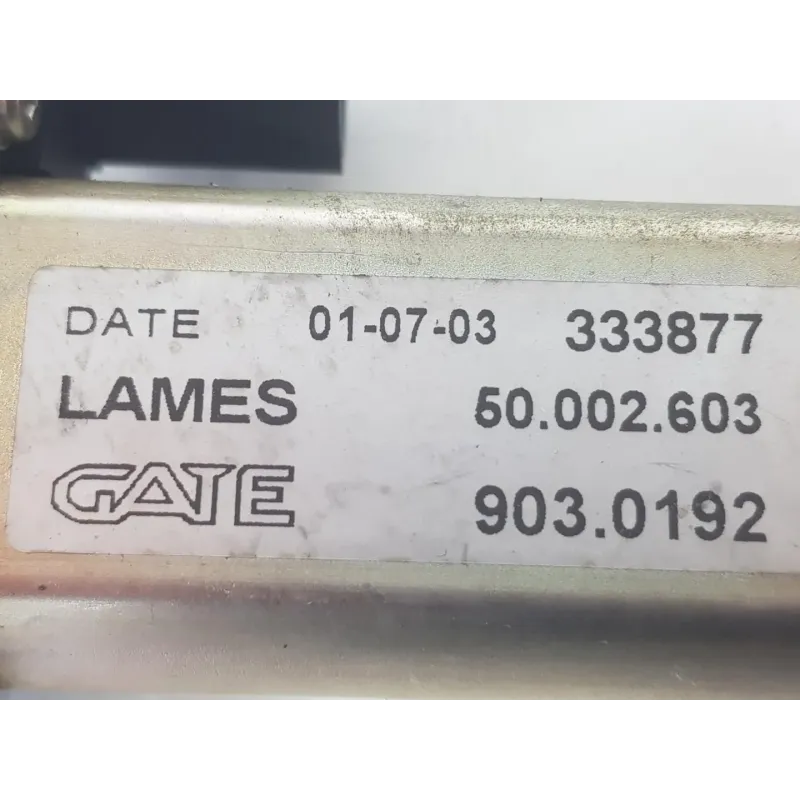 DATE 01-07-03 333877
LAMES 50.002.603
GATE 903.0192